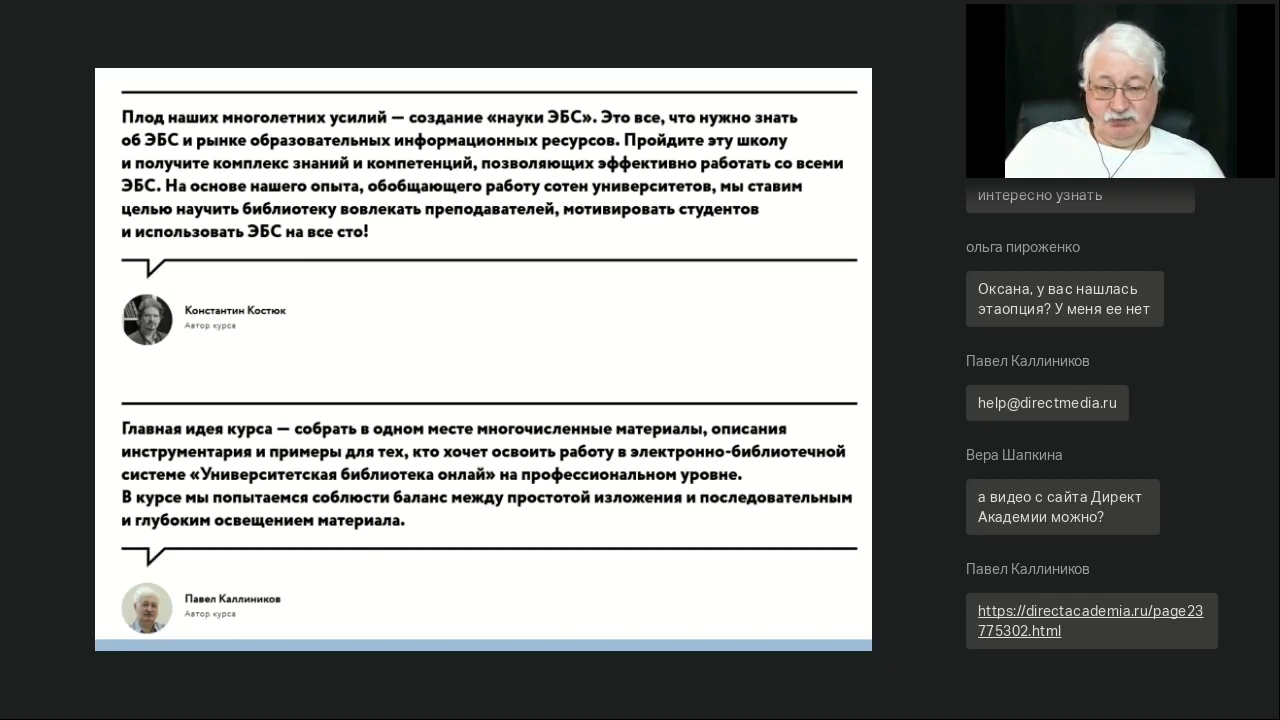 Плод наших многолетних усилий — создание «науки ЭБС». Это все, что нужно знать
об ЭБС и рынке образовательных информационных ресурсов. Пройдите эту школу
и получите комплекс знаний и компетенций, позволяющих эффективно работать со всеми
ЭБС. На основе нашего опыта, обобщающего работу сотен университетов, мы ставим
целью научить библиотеку вовлекать преподавателей, мотивировать студентов
и использовать ЭБС на все сто!
Константин Костюк
Автор курса
Главная идея курса — собрать в одном месте многочисленные материалы, описания
инструментария и примеры для тех, кто хочет освоить работу в электронно-библиотечной
системе «Университетская библиотека онлай» на профессиональном уровне.
В курсе мы попытаемся соблюсти баланс между простотой изложения и последовательным
и глубоким освещением материала.
Павел Каллиников
Автор курса
интересно узнать
ольга пироженко
Оксана, у вас нашлась
этаопция? У меня ее нет
Павел Каллиников
help@directmedia.ru
Вера Шапкина
а видео с сайта Директ
Академии можно?
Павел Каллиников
https://directacademia.ru/page23
775302.html